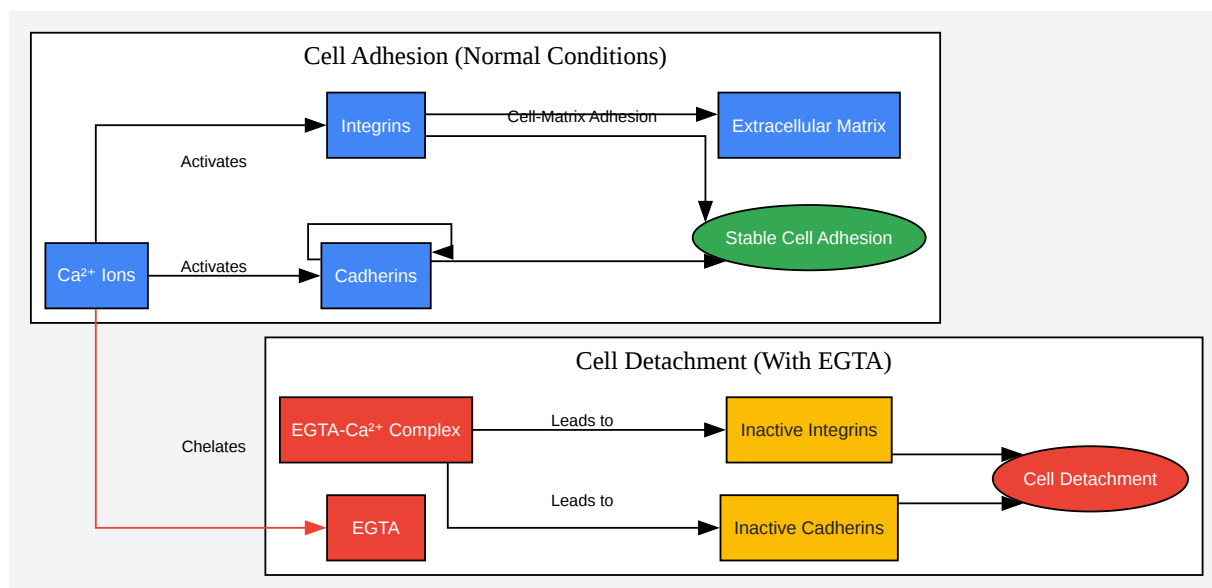 Cell Adhesion (Normal Conditions)
Integrins
Cell-Matrix Adhesion
Extracellular Matrix
Activates
Stable Cell Adhesion
Ca²⁺ Ions
Activates
Cadherins
Cell Detachment (With EGTA)
EGTA-Ca²⁺ Complex
Leads to
Inactive Integrins
Chelates
Cell Detachment
Leads to
EGTA
Inactive Cadherins